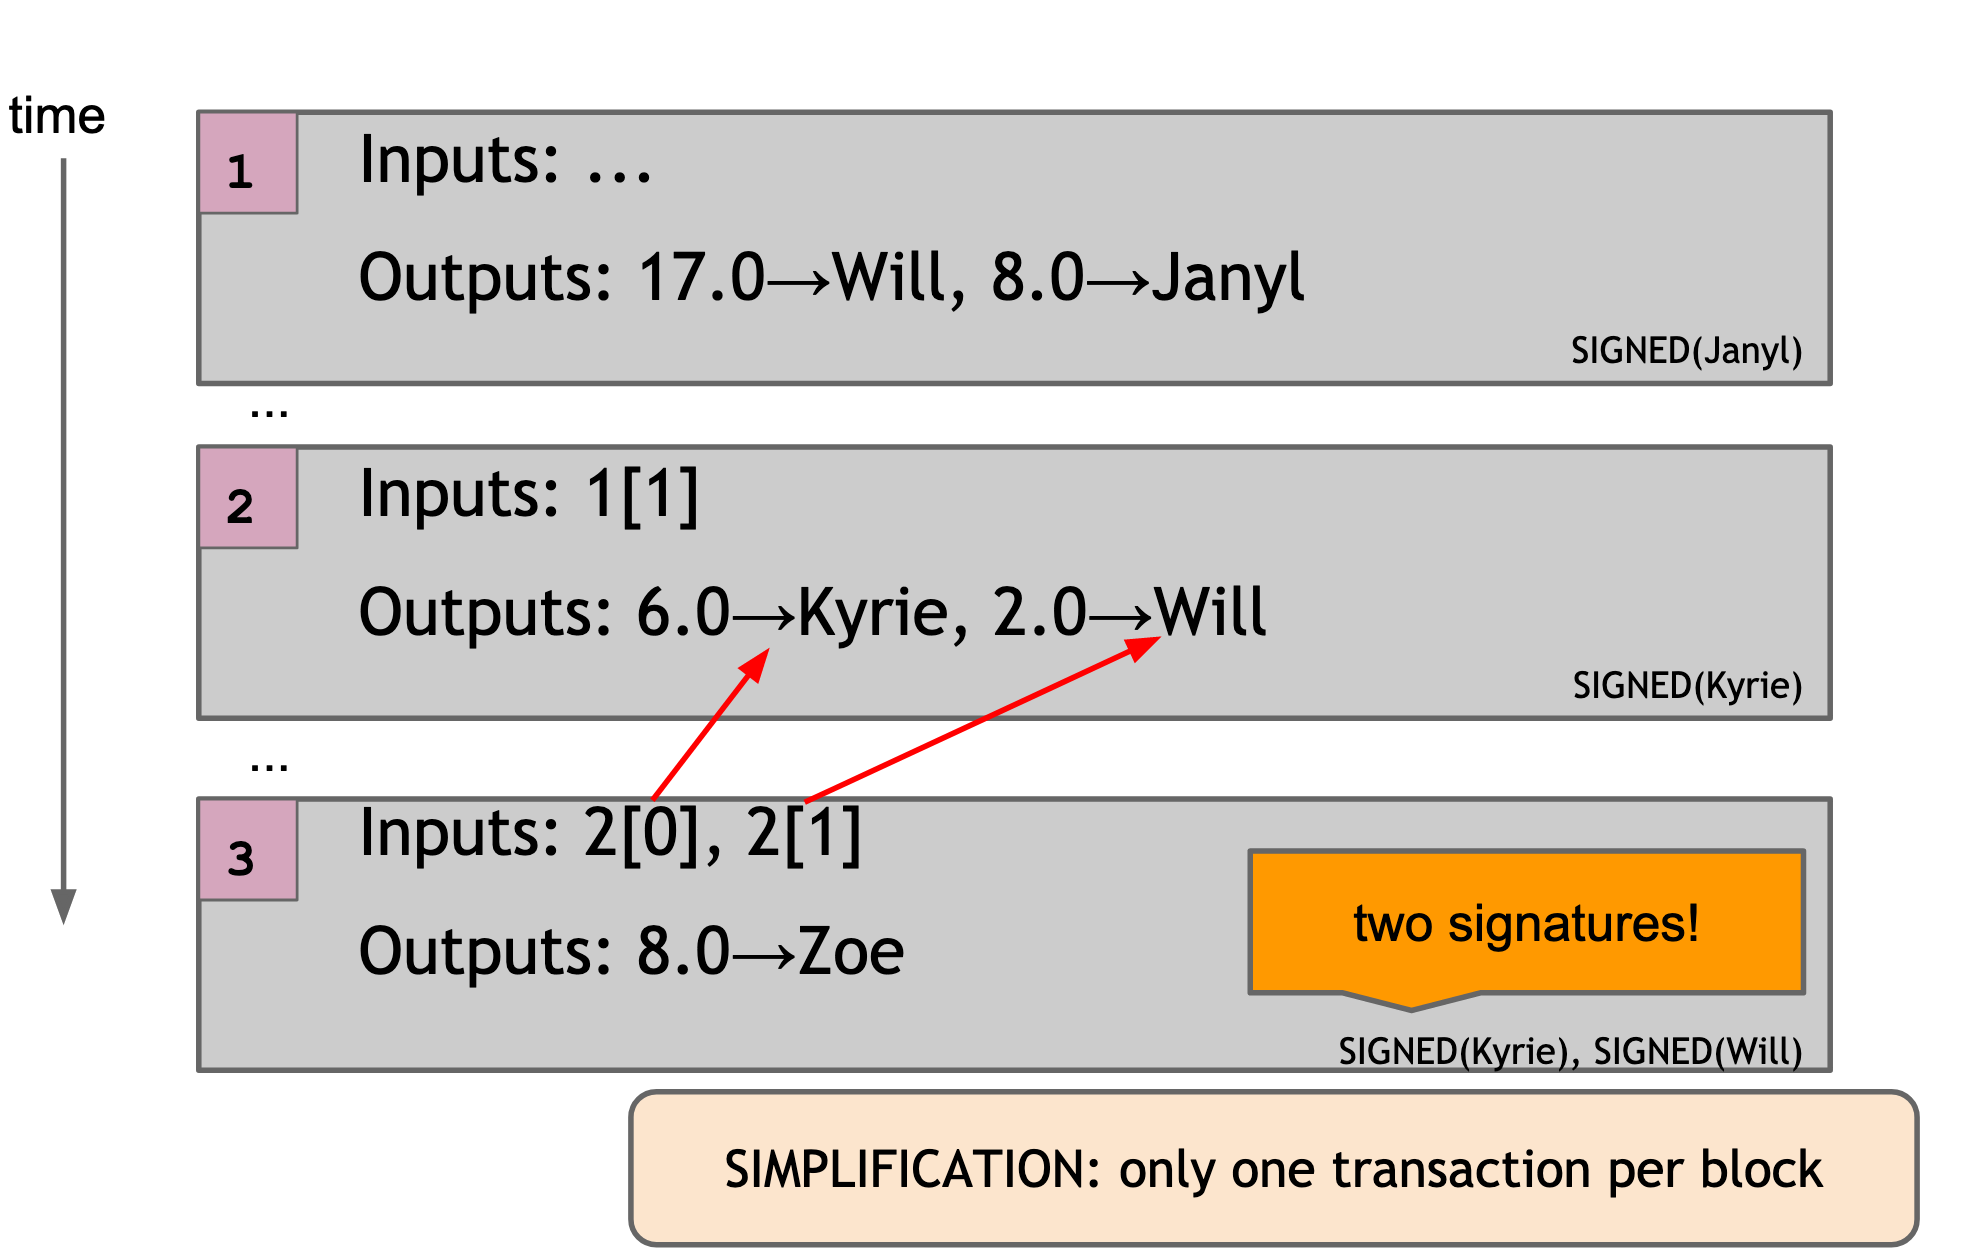 time
1
Inputs: ...
Outputs: 17.0→Will, 8.0→Janyl
SIGNED(Janyl)
...
2
Inputs: 1[1]
Outputs: 6.0→Kyrie, 2.0→Will
SIGNED(Kyrie)
...
3
Inputs: 2[0], 2[1]
Outputs: 8.0→Zoe
two signatures!
SIGNED(Kyrie), SIGNED(Will)
SIMPLIFICATION: only one transaction per block